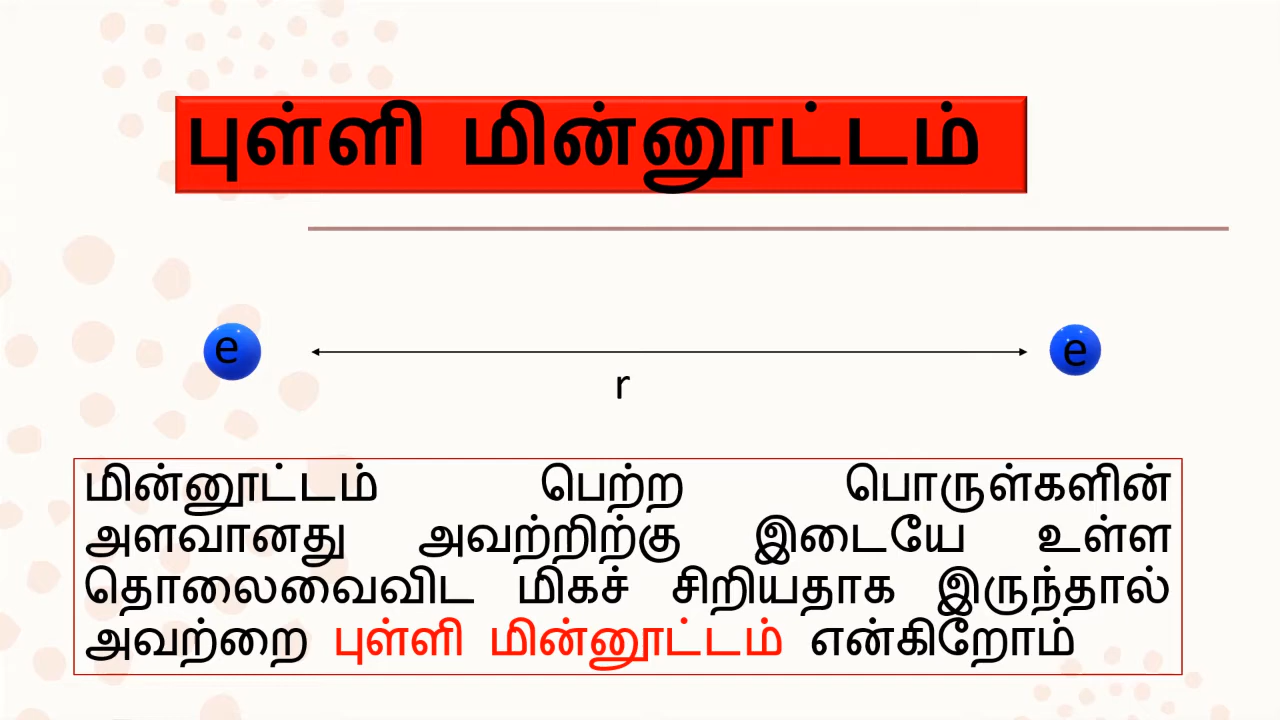 புள்ளி மின்னூட்டம்
e
e
r
மின்னூட்டம் பெற்ற பொருள்களின்
அளவானது அவற்றிற்கு இடையே உள்ள
தொலைவைவிட மிகச் சிறியதாக இருந்தால்
அவற்றை புள்ளி மின்னூட்டம் என்கிறோம்